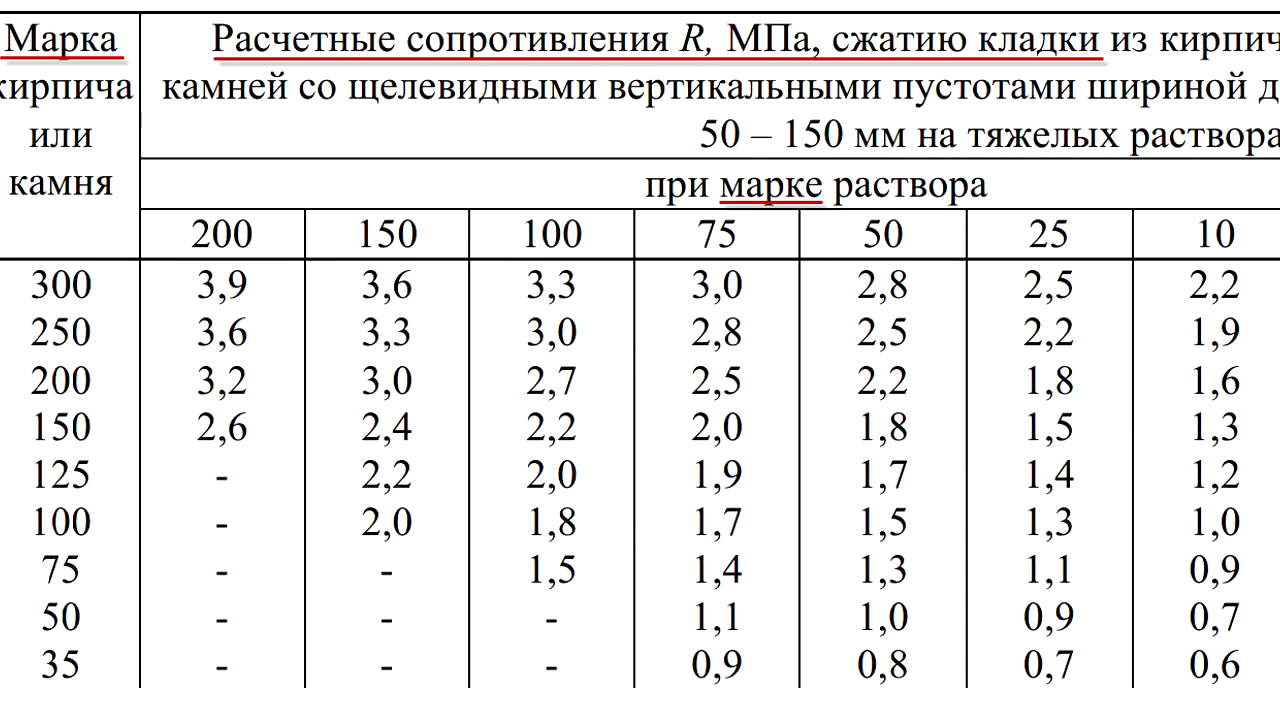 Марка Расчетные сопротивления R, МПа, сжатию кладки из кирпич
кирпича камней со щелевидными вертикальными пустотами шириной д
или 50 – 150 мм на тяжелых раствора
камня при марке раствора
200 150 100 75 50 25 10
300 3,9 3,6 3,3 3,0 2,8 2,5 2,2
250 3,6 3,3 3,0 2,8 2,5 2,2 1,9
200 3,2 3,0 2,7 2,5 2,2 1,8 1,6
150 2,6 2,4 2,2 2,0 1,8 1,5 1,3
125 - 2,2 2,0 1,9 1,7 1,4 1,2
100 - 2,0 1,8 1,7 1,5 1,3 1,0
75 - - 1,5 1,4 1,3 1,1 0,9
50 - - - 1,1 1,0 0,9 0,7
35 - - - 0,9 0,8 0,7 0,6